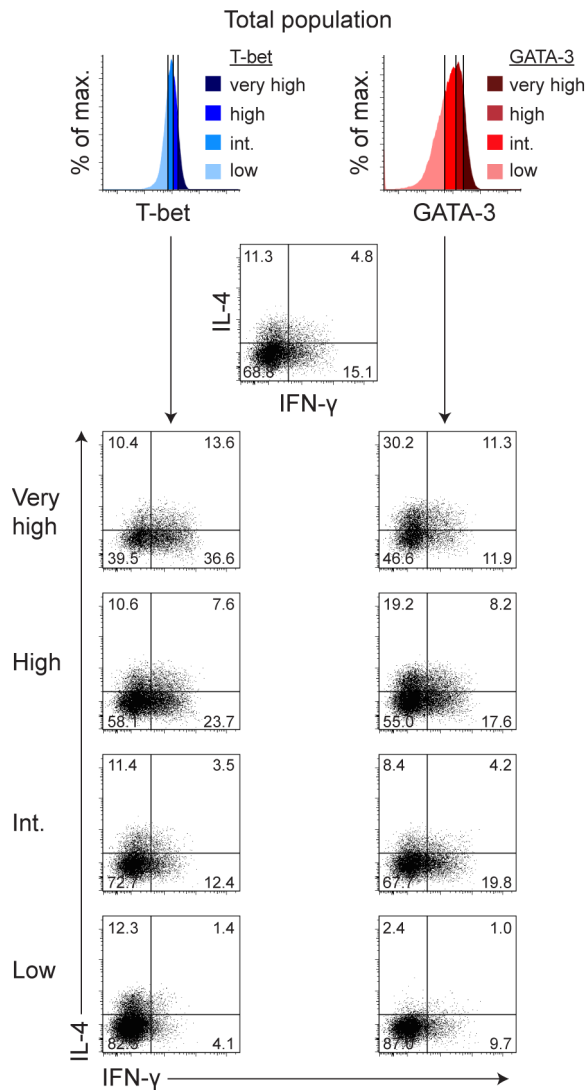 Total population
T-bet
very high
high
int.
low
GATA-3
very high
high
int.
low
% of max.
% of max.
T-bet
GATA-3
11.3 4.8
IL-4
68.8 15.1
IFN-γ
10.4 13.6
30.2 11.3
Very
high
39.5 36.6
46.6 11.9
10.6 7.6
19.2 8.2
High
58.1 23.7
55.0 17.6
11.4 3.5
8.4 4.2
Int.
72.7 12.4
67.7 19.8
12.3 1.4
2.4 1.0
Low
4.1
87.0 9.7
IL-4
IFN-γ